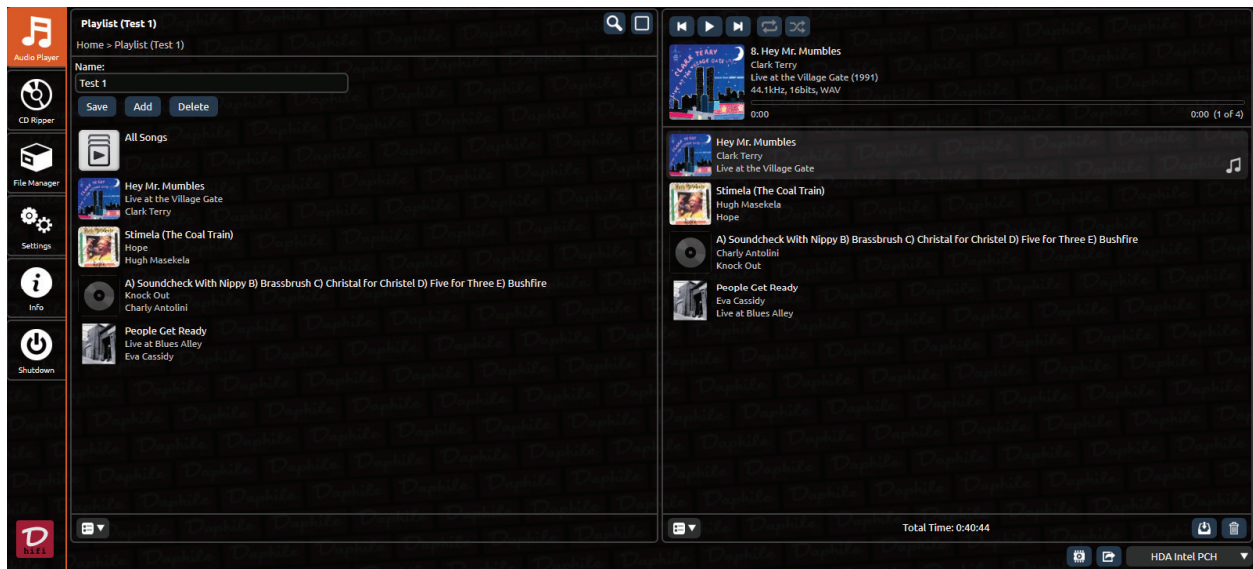 Audio Player
CD Ripper
File Manager
Settings
Info
Shutdown
D
hifi
Playlist (Test 1)
Home > Playlist (Test 1)
Name:
Test 1
Save Add Delete
All Songs
Hey Mr. Mumbles
Live at the Village Gate
Clark Terry
Stimela (The Coal Train)
Hope
Hugh Masekela
A) Soundcheck With Nippy B) Brassbrush C) Christal for Christel D) Five for Three E) Bushfire
Knock Out
Charly Antolini
People Get Ready
Live at Blues Alley
Eva Cassidy
8. Hey Mr. Mumbles
Clark Terry
Live at the Village Gate (1991)
44.1kHz, 16bits, WAV
0:00 0:00 (1 of 4)
Hey Mr. Mumbles
Clark Terry
Live at the Village Gate
Stimela (The Coal Train)
Hugh Masekela
Hope
A) Soundcheck With Nippy B) Brassbrush C) Christal for Christel D) Five for Three E) Bushfire
Charly Antolini
Knock Out
People Get Ready
Eva Cassidy
Live at Blues Alley
Total Time: 0:40:44
HDA Intel PCH